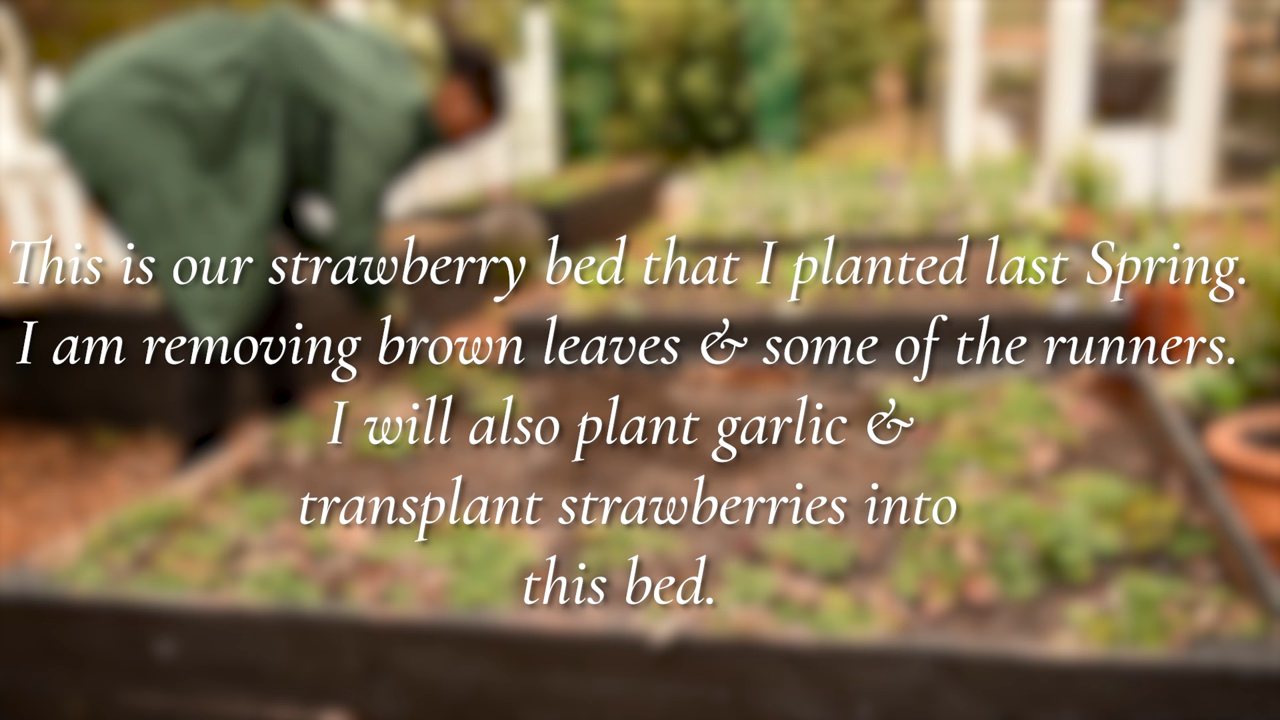 This is our strawberry bed that I planted last Spring.
I am removing brown leaves & some of the runners.
I will also plant garlic &
transplant strawberries into
this bed.